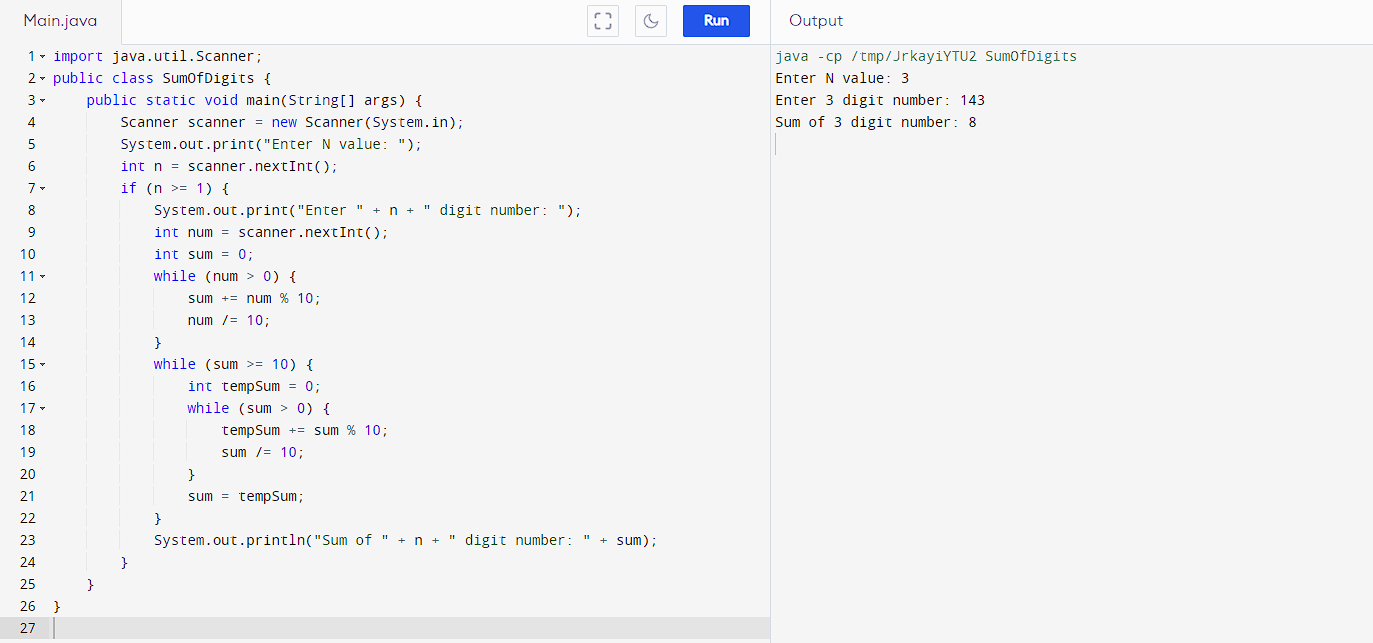 Main.java
Run
Output
1 import java.util.Scanner;
2 public class SumOfDigits {
3     public static void main(String[] args) {
4         Scanner scanner = new Scanner(System.in);
5         System.out.print("Enter N value: ");
6         int n = scanner.nextInt();
7         if (n >= 1) {
8             System.out.print("Enter " + n + " digit number: ");
9             int num = scanner.nextInt();
10             int sum = 0;
11             while (num > 0) {
12                 sum += num % 10;
13                 num /= 10;
14             }
15             while (sum >= 10) {
16                 int tempSum = 0;
17                 while (sum > 0) {
18                     tempSum += sum % 10;
19                     sum /= 10;
20                 }
21                 sum = tempSum;
22             }
23             System.out.println("Sum of " + n + " digit number: " + sum);
24         }
25     }
26 }
27
java -cp /tmp/JrkayiYTU2 SumOfDigits
Enter N value: 3
Enter 3 digit number: 143
Sum of 3 digit number: 8